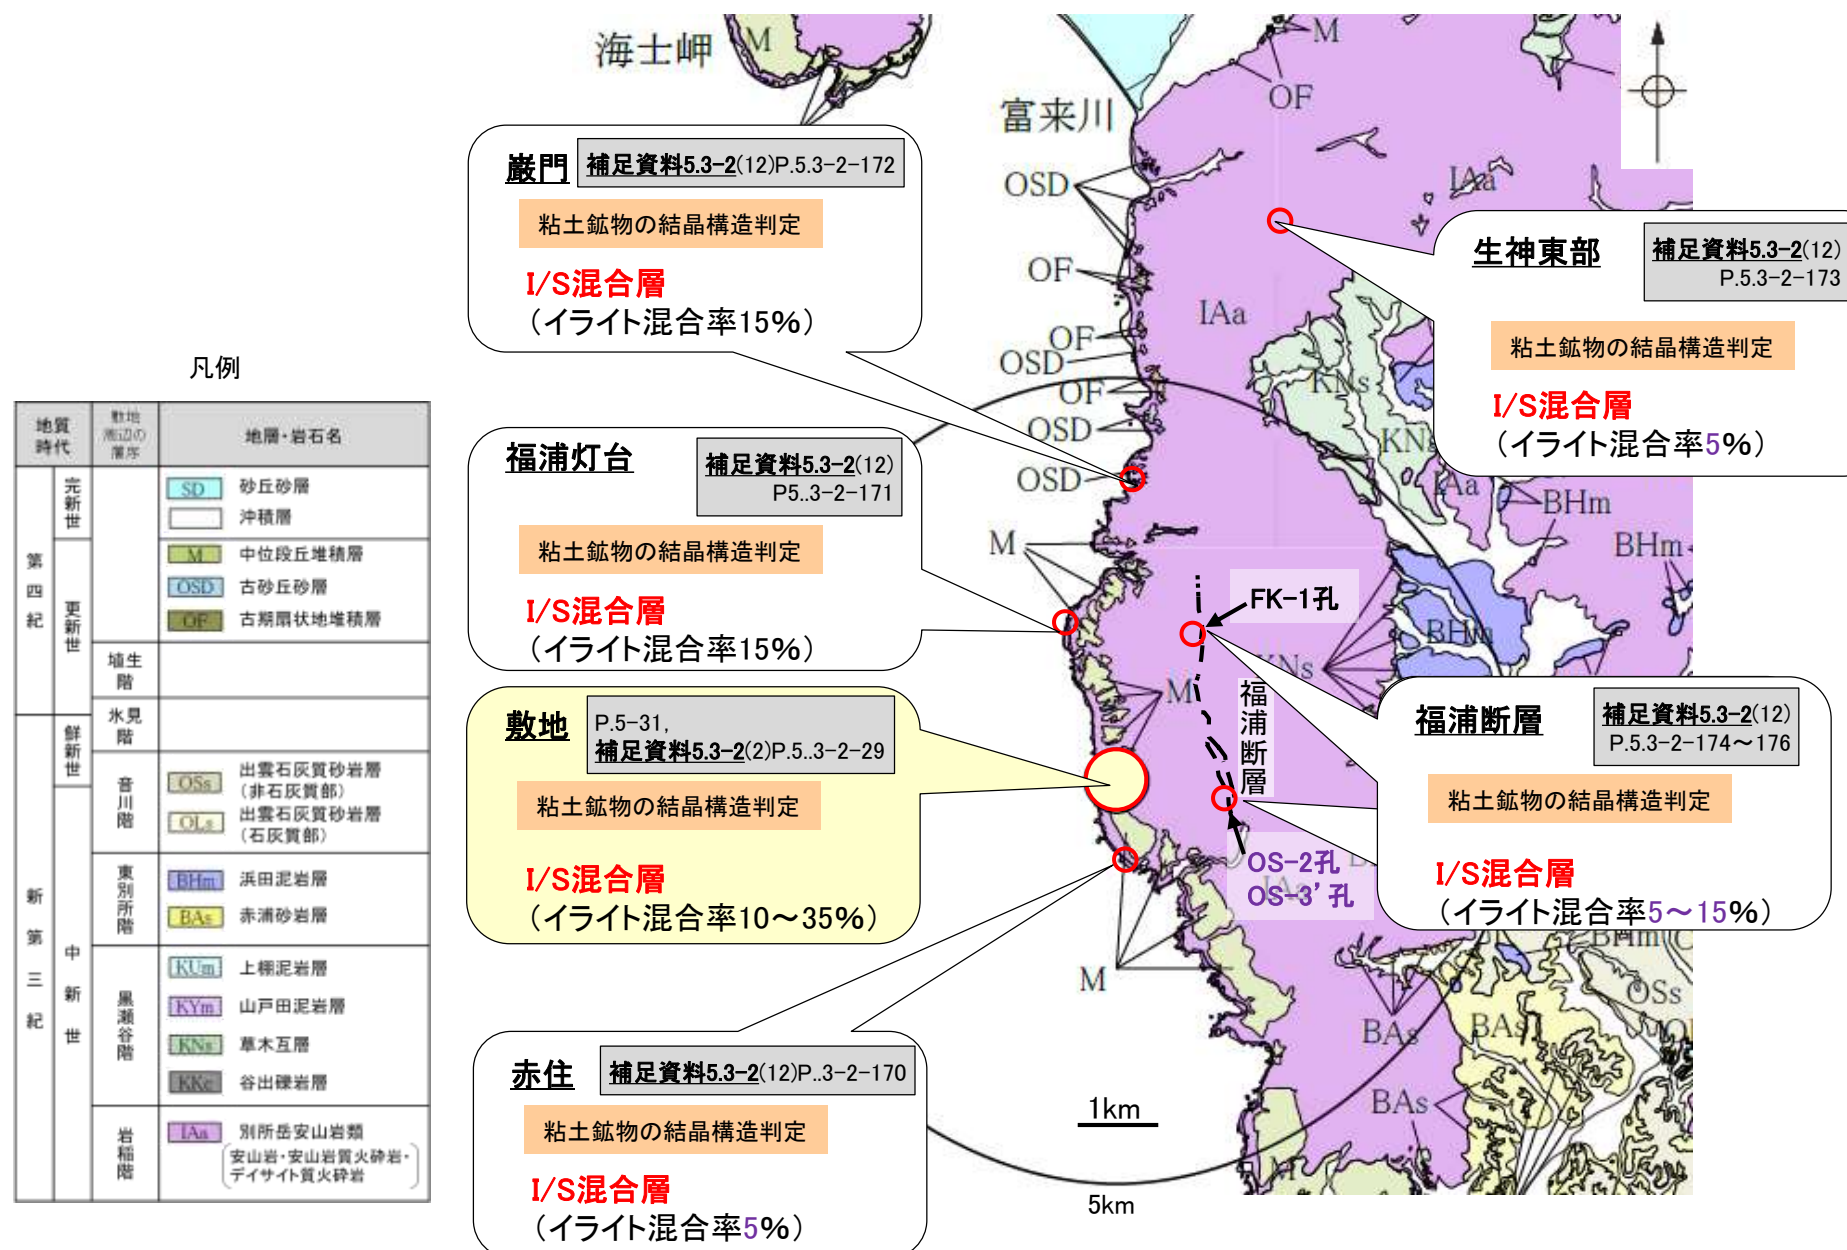 海士岬
M
M
OF
富来川
OSD
IAa
OF
IAa
OF
OSD
OF
OSD
OSD
KNs
KNs
IAa
BHm
BHm
BHm
M
KNs
M
M
BAs
BAs
BAs
BHm
OSs
IAa
M
巌門
補足資料5.3-2(12)P.5.3-2-172
粘土鉱物の結晶構造判定
I/S混合層
(イライト混合率15%)
生神東部
補足資料5.3-2(12)
P.5.3-2-173
粘土鉱物の結晶構造判定
I/S混合層
(イライト混合率5%)
福浦灯台
補足資料5.3-2(12)
P5..3-2-171
粘土鉱物の結晶構造判定
I/S混合層
(イライト混合率15%)
FK-1孔
福浦断層
OS-2孔
OS-3’孔
敷地
P.5-31,
補足資料5.3-2(2)P.5..3-2-29
粘土鉱物の結晶構造判定
I/S混合層
(イライト混合率10～35%)
福浦断層
補足資料5.3-2(12)
P.5.3-2-174～176
粘土鉱物の結晶構造判定
I/S混合層
(イライト混合率5～15%)
赤住
補足資料5.3-2(12)P..3-2-170
粘土鉱物の結晶構造判定
I/S混合層
(イライト混合率5%)
1km
5km
凡例
地質時代
敷地周辺の層序
地層・岩石名
第四紀
完新世
SD 砂丘砂層
沖積層
更新世
M 中位段丘堆積層
OSD 古砂丘砂層
OF 古期扇状地堆積層
埴生階
氷見階
新第三紀
鮮新世
中新世
音川階
OSs 出雲石灰質砂岩層
(非石灰質部)
OLs 出雲石灰質砂岩層
(石灰質部)
東別所階
BHm 浜田泥岩層
BAs 赤浦砂岩層
黒瀬谷階
KUm 上棚泥岩層
KYm 山戸田泥岩層
KNs 草木互層
KKc 谷出礫岩層
岩稲階
IAa 別所岳安山岩類
(安山岩・安山岩質火砕岩・
デイサイト質火砕岩)